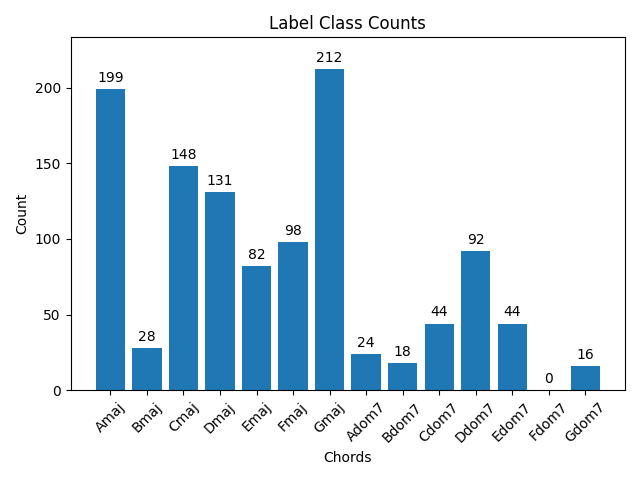 Label Class Counts
Count
200
150
100
50
0
199
28
148
131
82
98
212
24
18
44
92
44
0
16
Amaj
Bmaj
Cmaj
Dmaj
Emaj
Fmaj
Gmaj
Adom7
Bdom7
Cdom7
Ddom7
Edom7
Fdom7
Gdom7
Chords